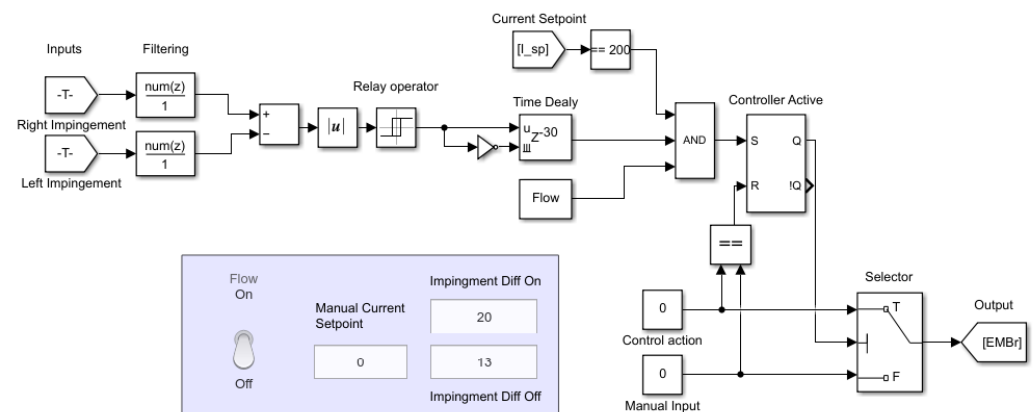 Current Setpoint
[I_sp]
== 200
Inputs
Filtering
-T-
num(z)
1
Right Impingement
-T-
num(z)
1
Left Impingement
+
−
|u|
Relay operator
Time Dealy
u
Z-30
Flow
AND
Controller Active
S
Q
R
!Q
==
Selector
T
F
0
Control action
0
Manual Input
Output
[EMBr]
Flow
On
Off
Manual Current
Setpoint
0
Impingment Diff On
20
13
Impingment Diff Off